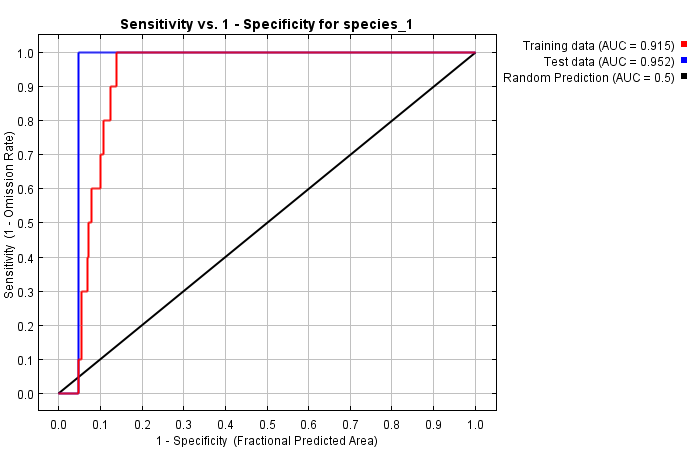 Sensitivity vs. 1 - Specificity for species_1
Training data (AUC = 0.915)
Test data (AUC = 0.952)
Random Prediction (AUC = 0.5)
Sensitivity (1 - Omission Rate)
1.0
0.9
0.8
0.7
0.6
0.5
0.4
0.3
0.2
0.1
0.0
0.0 0.1 0.2 0.3 0.4 0.5 0.6 0.7 0.8 0.9 1.0
1 - Specificity (Fractional Predicted Area)